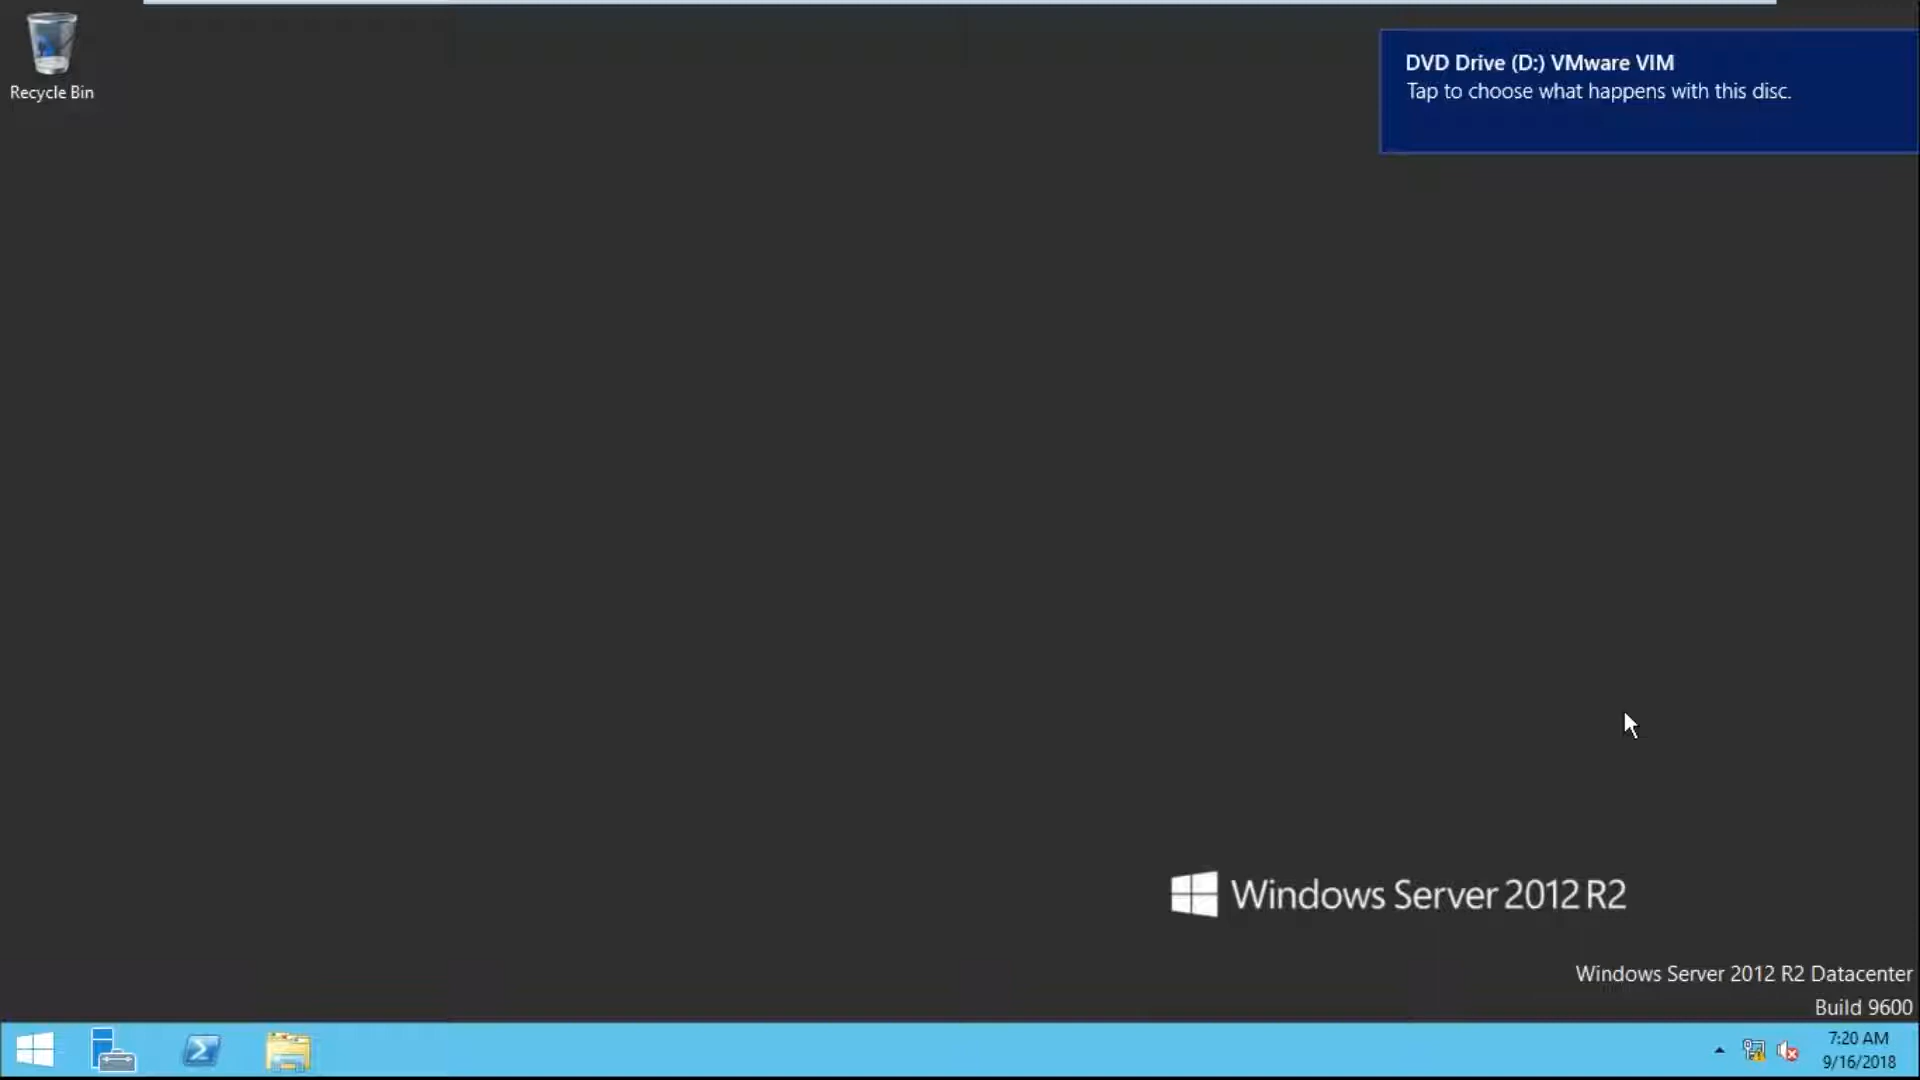 Recycle Bin
DVD Drive (D:) VMware VIM
Tap to choose what happens with this disc.
Windows Server 2012 R2
Windows Server 2012 R2 Datacenter
Build 9600
7:20 AM
9/16/2018